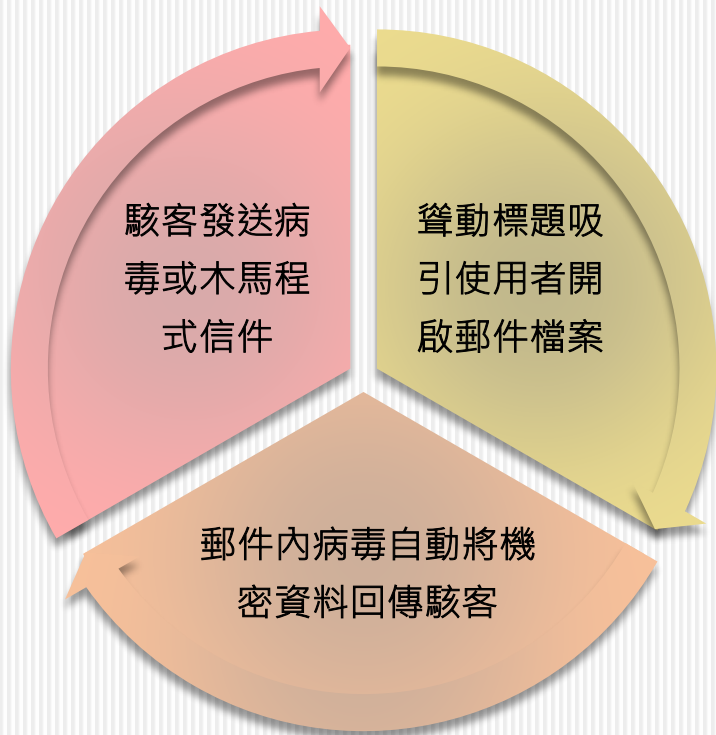 駭客發送病
毒或木馬程
式信件
聳動標題吸
引使用者開
啟郵件檔案
郵件內病毒自動將機
密資料回傳駭客